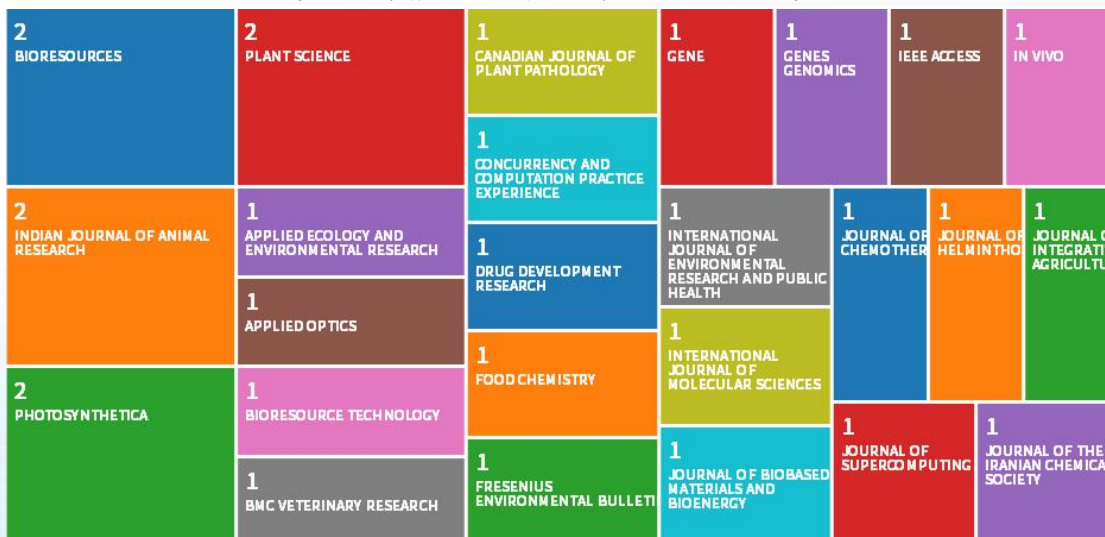 2
BIORESOURCES
2
INDIAN JOURNAL OF ANIMAL
RESEARCH
2
PHOTOSYNTHETICA
2
PLANT SCIENCE
1
APPLIED ECOLOGY AND
ENVIRONMENTAL RESEARCH
1
APPLIED OPTICS
1
BIORESOURCE TECHNOLOGY
1
BMC VETERINARY RESEARCH
1
CANADIAN JOURNAL OF
PLANT PATHOLOGY
1
CONCURRENCY AND
COMPUTATION PRACTICE
EXPERIENCE
1
DRUG DEVELOPMENT
RESEARCH
1
FOOD CHEMISTRY
1
FRESENIUS
ENVIRONMENTAL BULLETI
1
GENE
1
GENES
GENOMICS
1
IEEE ACCESS
1
IN VIVO
1
INTERNATIONAL
JOURNAL OF
ENVIRONMENTAL
RESEARCH AND PUBLIC
HEALTH
1
INTERNATIONAL
JOURNAL OF
MOLECULAR SCIENCES
1
JOURNAL OF BIOBASED
MATERIALS AND
BIOENERGY
1
JOURNAL OF
CHEMOTHER
1
JOURNAL OF
HELMINTHO
1
JOURNAL
INTEGRATI
AGRICULTU
1
JOURNAL OF
SUPERCOMPUTING
1
JOURNAL OF THE
IRANIAN CHEMICA
SOCIETY